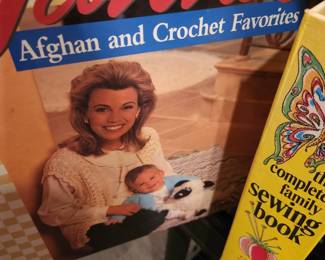 Afghan and Crochet Favorites
the
complete
family
sewing
book